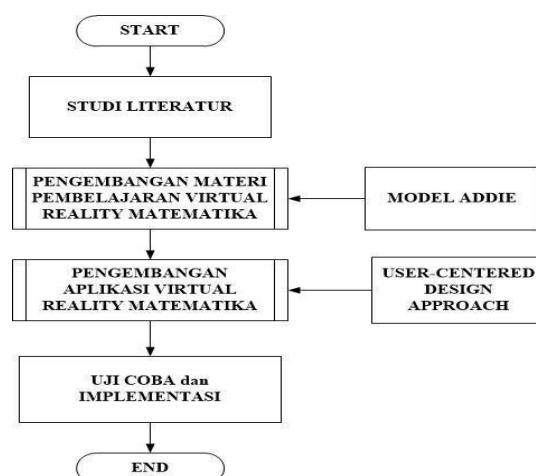 START
STUDI LITERATUR
PENGEMBANGAN MATERI
PEMBELAJARAN VIRTUAL
REALITY MATEMATIKA
MODEL ADDIE
PENGEMBANGAN
APLIKASI VIRTUAL
REALITY MATEMATIKA
USER-CENTERED
DESIGN
APPROACH
UJI COBA dan
IMPLEMENTASI
END